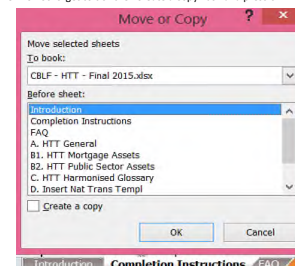 Move or Copy
?
×
Move selected sheets
To book:
CBLF - HTT - Final 2015.xlsx
Before sheet:
Introduction
Completion Instructions
FAQ
A. HTT General
B1. HTT Mortgage Assets
B2. HTT Public Sector Assets
C. HTT Harmonised Glossary
D. Insert Nat Trans Templ
Create a copy
OK Cancel
Introduction Completion Instructions FAQ